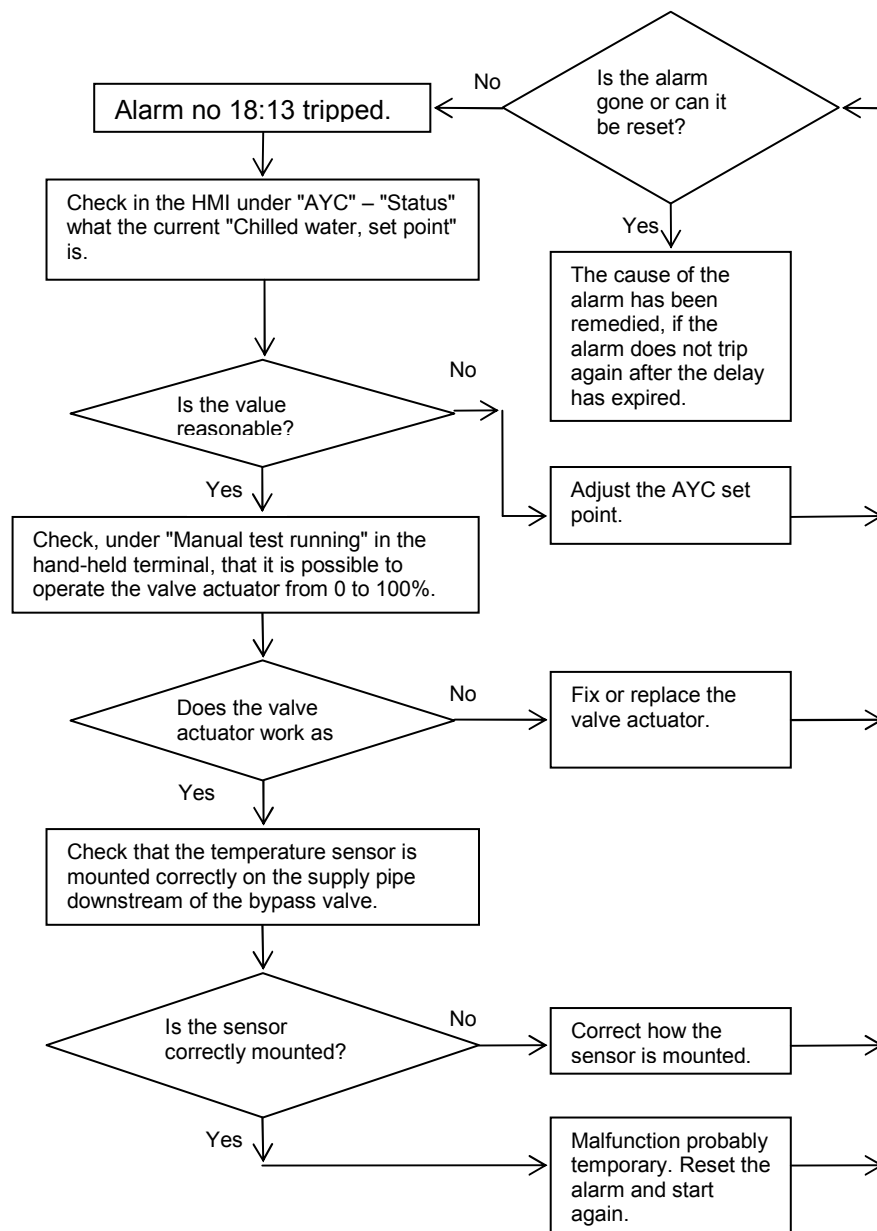 Alarm no 18:13 tripped.
No
Is the alarm
gone or can it
be reset?
Check in the HMI under "AYC" – "Status"
what the current "Chilled water, set point"
is.
Yes
The cause of the
alarm has been
remedied, if the
alarm does not trip
again after the delay
has expired.
Is the value
reasonable?
No
Yes
Adjust the AYC set
point.
Check, under "Manual test running" in the
hand-held terminal, that it is possible to
operate the valve actuator from 0 to 100%.
Does the valve
actuator work as
No
Fix or replace the
valve actuator.
Yes
Check that the temperature sensor is
mounted correctly on the supply pipe
downstream of the bypass valve.
Is the sensor
correctly mounted?
No
Correct how the
sensor is mounted.
Yes
Malfunction probably
temporary. Reset the
alarm and start
again.